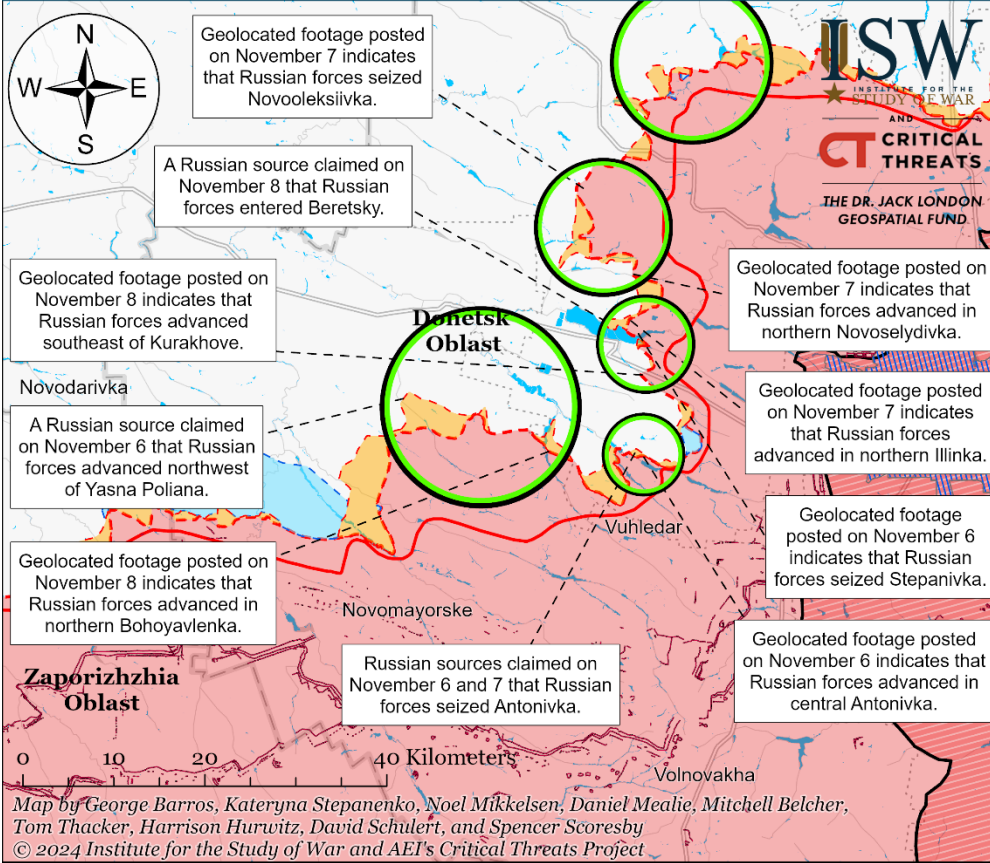 N
W
E
S
Geolocated footage posted
on November 7 indicates
that Russian forces seized
Novooleksiivka.
ISW
INSTITUTE FOR THE
STUDY OF WAR
AND
CT CRITICAL
THREATS
THE DR. JACK LONDON
GEOSPATIAL FUND
A Russian source claimed on
November 8 that Russian
forces entered Beretsky.
Geolocated footage posted on
November 8 indicates that
Russian forces advanced
southeast of Kurakhove.
Geolocated footage posted on
November 7 indicates that
Russian forces advanced in
northern Novoselydivka.
Donetsk
Oblast
Novodarivka
Geolocated footage posted
on November 7 indicates
that Russian forces
advanced in northern Illinka.
A Russian source claimed
on November 6 that Russian
forces advanced northwest
of Yasna Poliana.
Geolocated footage
posted on November 6
indicates that Russian
forces seized Stepanivka.
Vuhledar
Geolocated footage posted on
November 8 indicates that
Russian forces advanced in
northern Bohoyavlenka.
Novomayorske
Geolocated footage posted
on November 6 indicates that
Russian forces advanced in
central Antonivka.
Russian sources claimed on
November 6 and 7 that Russian
forces seized Antonivka.
Zaporizhzhia
Oblast
0 10 20 40 Kilometers
Volnovakha
Map by George Barros, Kateryna Stepanenko, Noel Mikkelsen, Daniel Mealie, Mitchell Belcher,
Tom Thacker, Harrison Hurwitz, David Schulert, and Spencer Scoresby
© 2024 Institute for the Study of War and AEI's Critical Threats Project